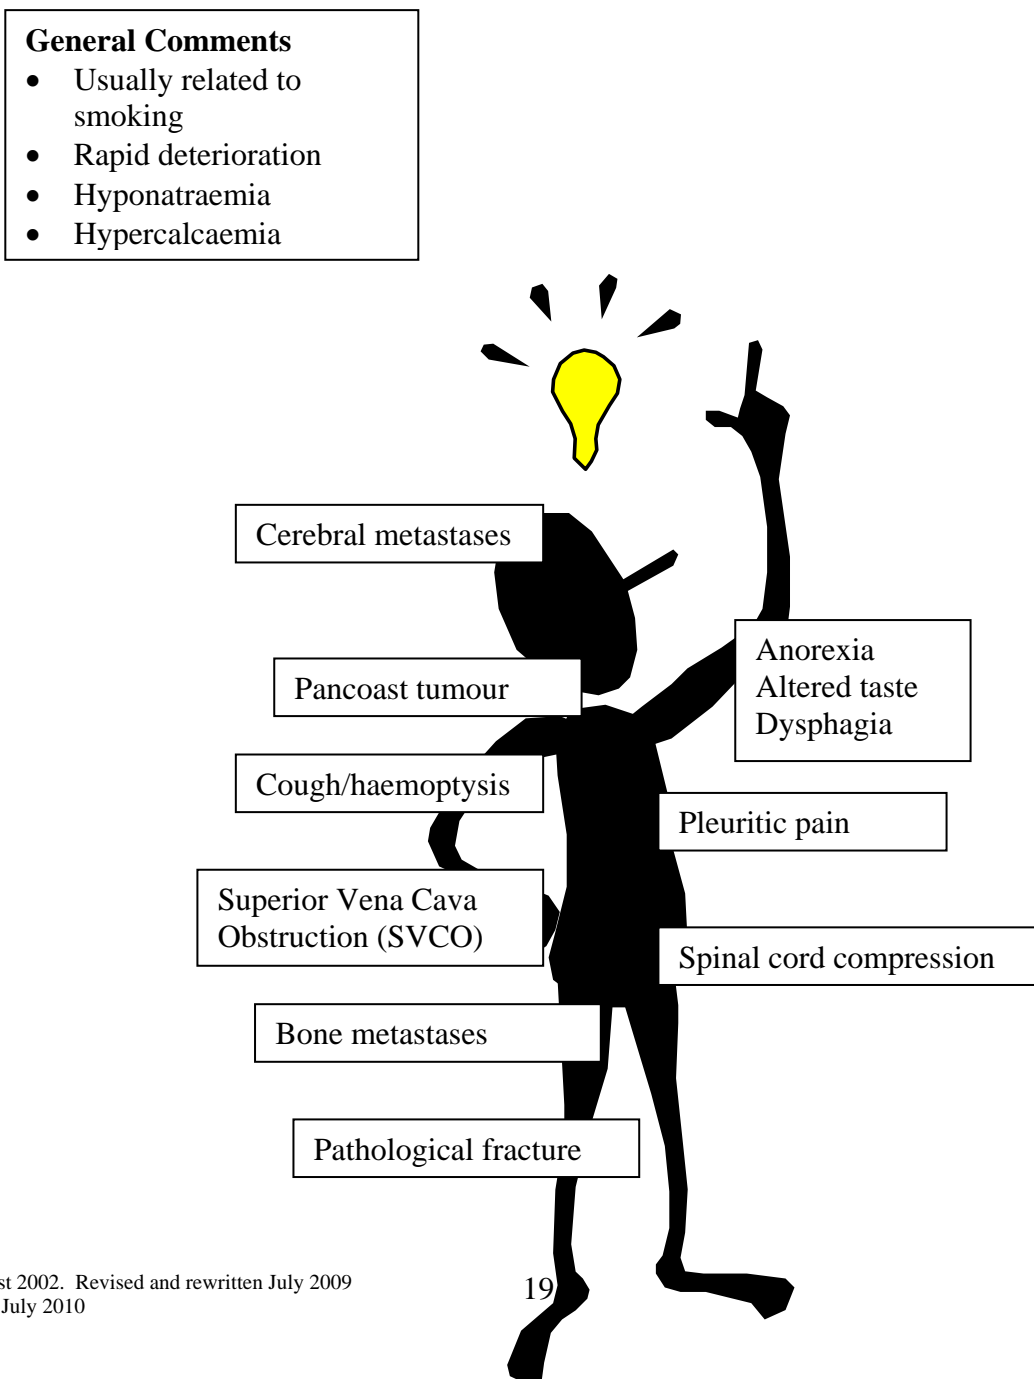 General Comments
• Usually related to
smoking
• Rapid deterioration
• Hyponatraemia
• Hypercalcaemia
Cerebral metastases
Anorexia
Altered taste
Dysphagia
Pancoast tumour
Cough/haemoptysis
Pleuritic pain
Superior Vena Cava
Obstruction (SVCO)
Spinal cord compression
Bone metastases
Pathological fracture
2002. Revised and rewritten July 2009
July 2010
19